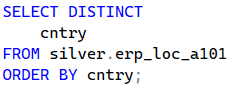 SELECT DISTINCT
    cntry
FROM silver.erp_loc_a101
ORDER BY cntry;